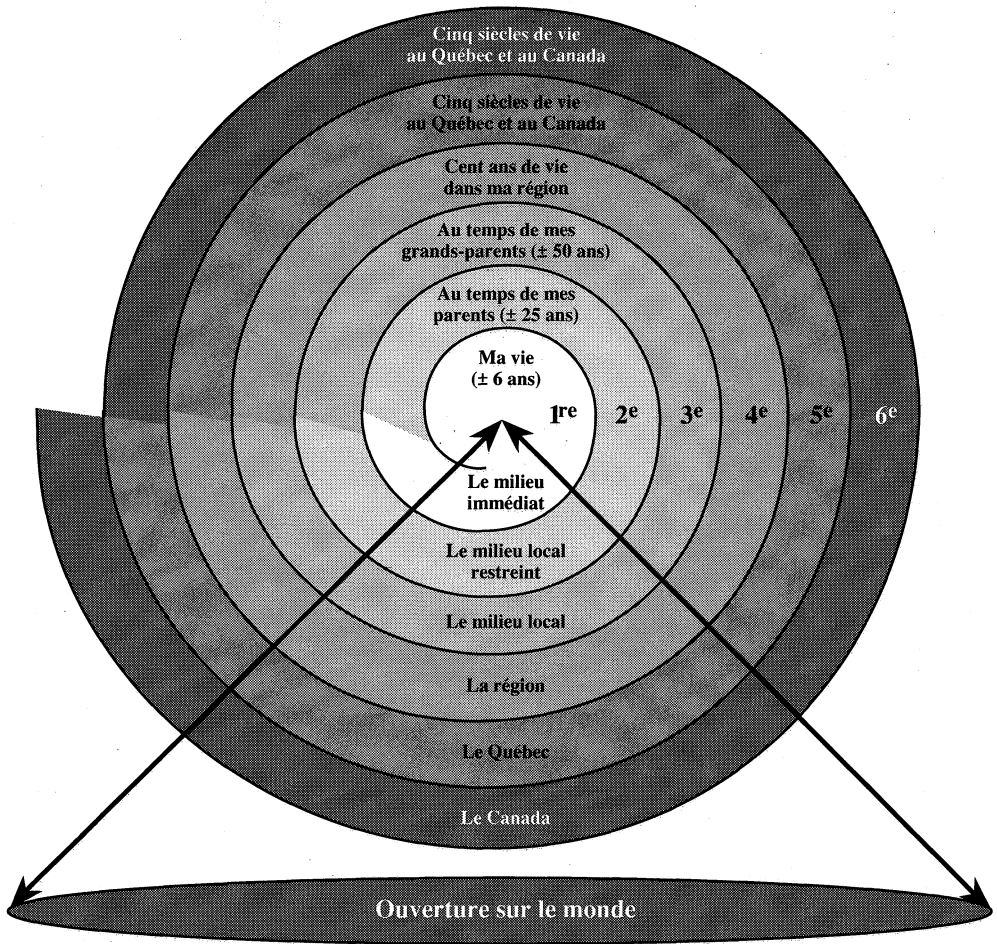 Cinq siècles de vie
au Québec et au Canada
Cinq siècles de vie
au Québec et au Canada
Cent ans de vie
dans ma région
Au temps de mes
grands-parents (± 50 ans)
Au temps de mes
parents (± 25 ans)
Ma vie
(± 6 ans)
1re 2e 3e 4e 5e 6e
Le milieu
immédiat
Le milieu local
restreint
Le milieu local
La région
Le Québec
Le Canada
Ouverture sur le monde